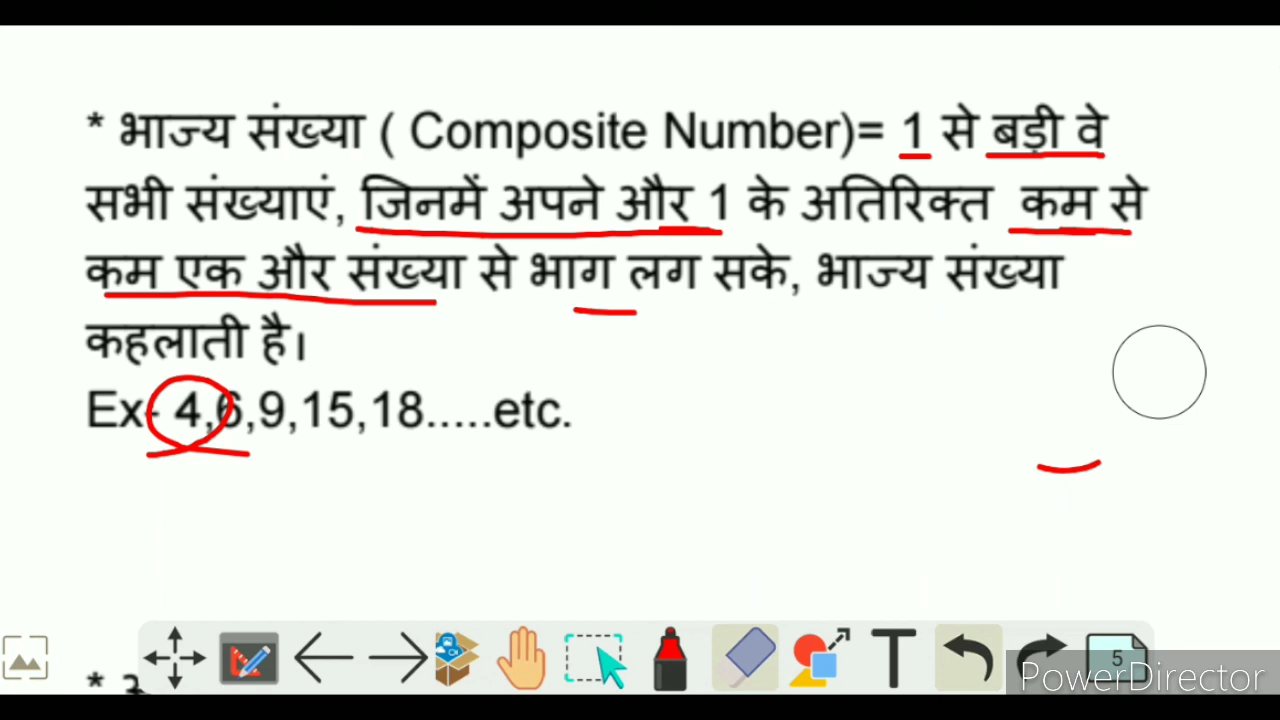 * भाज्य संख्या ( Composite Number)= 1 से बड़ी वे
सभी संख्याएं, जिनमें अपने और 1 के अतिरिक्त कम से
कम एक और संख्या से भाग लग सके, भाज्य संख्या
कहलाती है।
Ex- 4,6,9,15,18.....etc.
*
T
5
PowerDirector